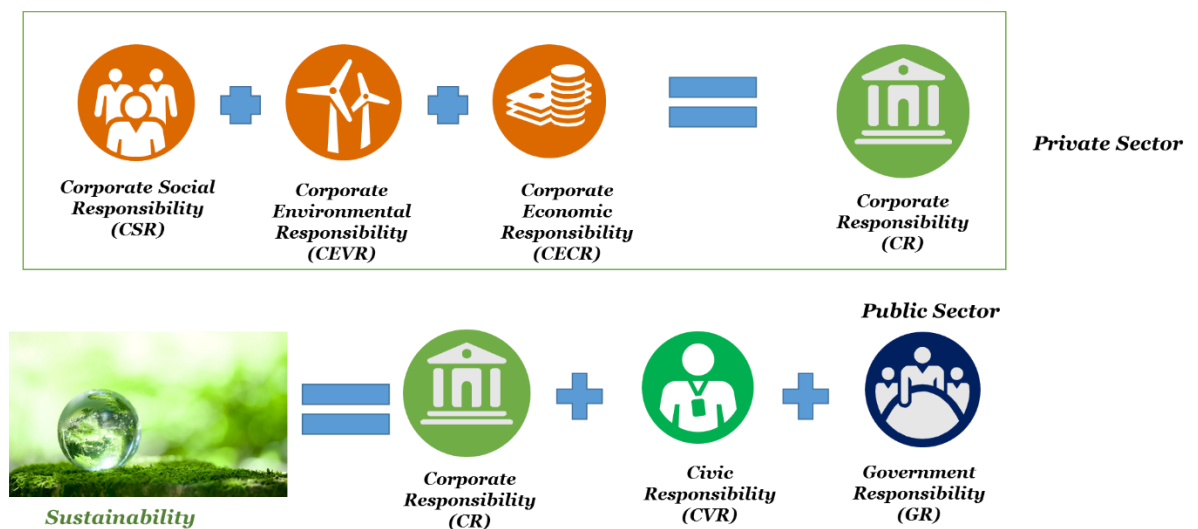 Corporate Social
Responsibility
(CSR)
Corporate
Environmental
Responsibility
(CEVR)
Corporate
Economic
Responsibility
(CECR)
Corporate
Responsibility
(CR)
Private Sector
Public Sector
Sustainability
Corporate
Responsibility
(CR)
Civic
Responsibility
(CVR)
Government
Responsibility
(GR)